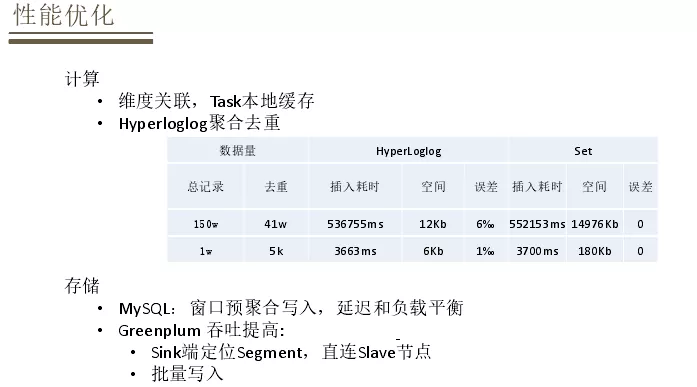 性能优化
计算
• 维度关联，Task本地缓存
• Hyperloglog聚合去重
数据量 HyperLoglog Set
总记录 去重 插入耗时 空间 误差 插入耗时 空间 误差
150w 41w 536755ms 12Kb 6‰ 552153ms 14976Kb 0
1w 5k 3663ms 6Kb 1‰ 3700ms 180Kb 0
存储
• MySQL：窗口预聚合写入，延迟和负载平衡
• Greenplum 吞吐提高:
• Sink端定位Segment，直连Slave节点
• 批量写入